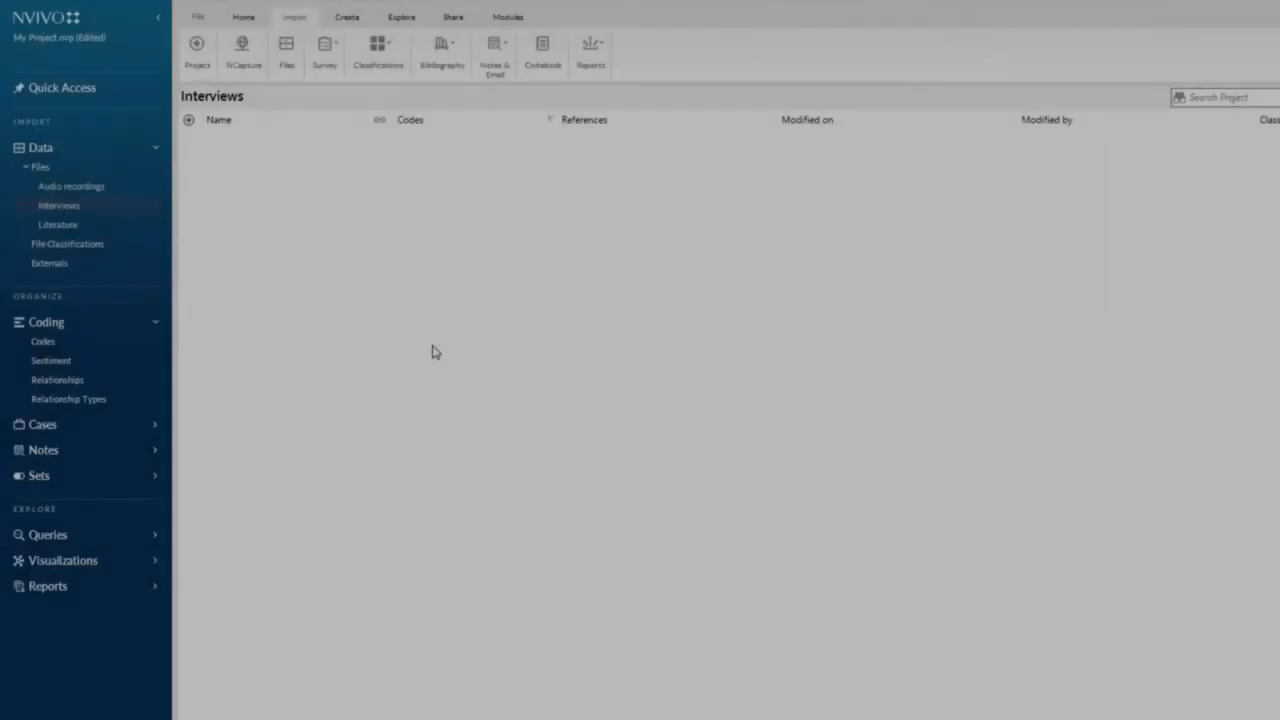 NVIVO
My Project.nvp (Edited)
Quick Access
IMPORT
Data
Files
Audio recordings
Interviews
Literature
File Classifications
Externals
ORGANIZE
Coding
Codes
Sentiment
Relationships
Relationship Types
Cases
Notes
Sets
EXPLORE
Queries
Visualizations
Reports
File Home Import Create Explore Share Modules
Project NCapture Files Survey Classifications Bibliography Notes & Email Codebook Reports
Interviews
Search Project
Name Codes References Modified on Modified by Class